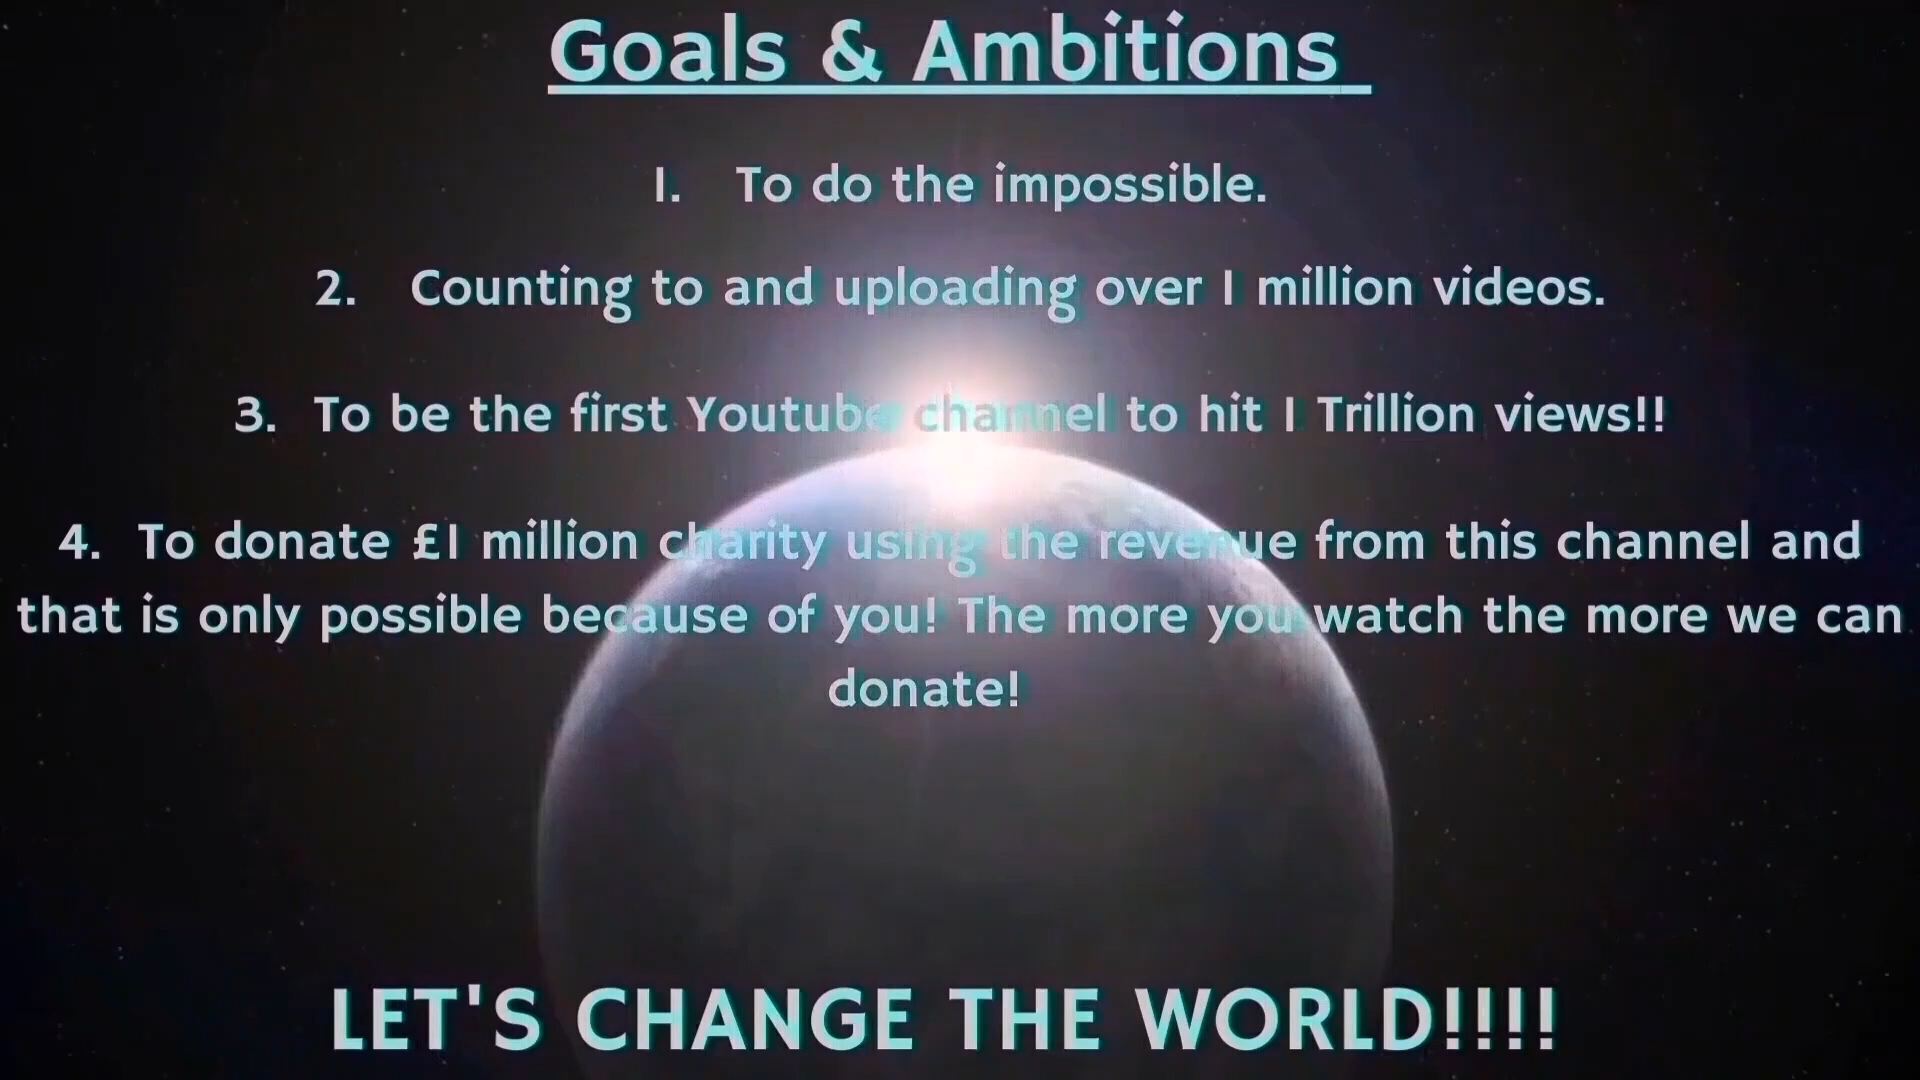 Goals & Ambitions
1. To do the impossible.
2. Counting to and uploading over 1 million videos.
3. To be the first Youtube channel to hit 1 Trillion views!!
4. To donate £1 million charity using the revenue from this channel and
that is only possible because of you! The more you watch the more we can
donate!
LET'S CHANGE THE WORLD!!!!